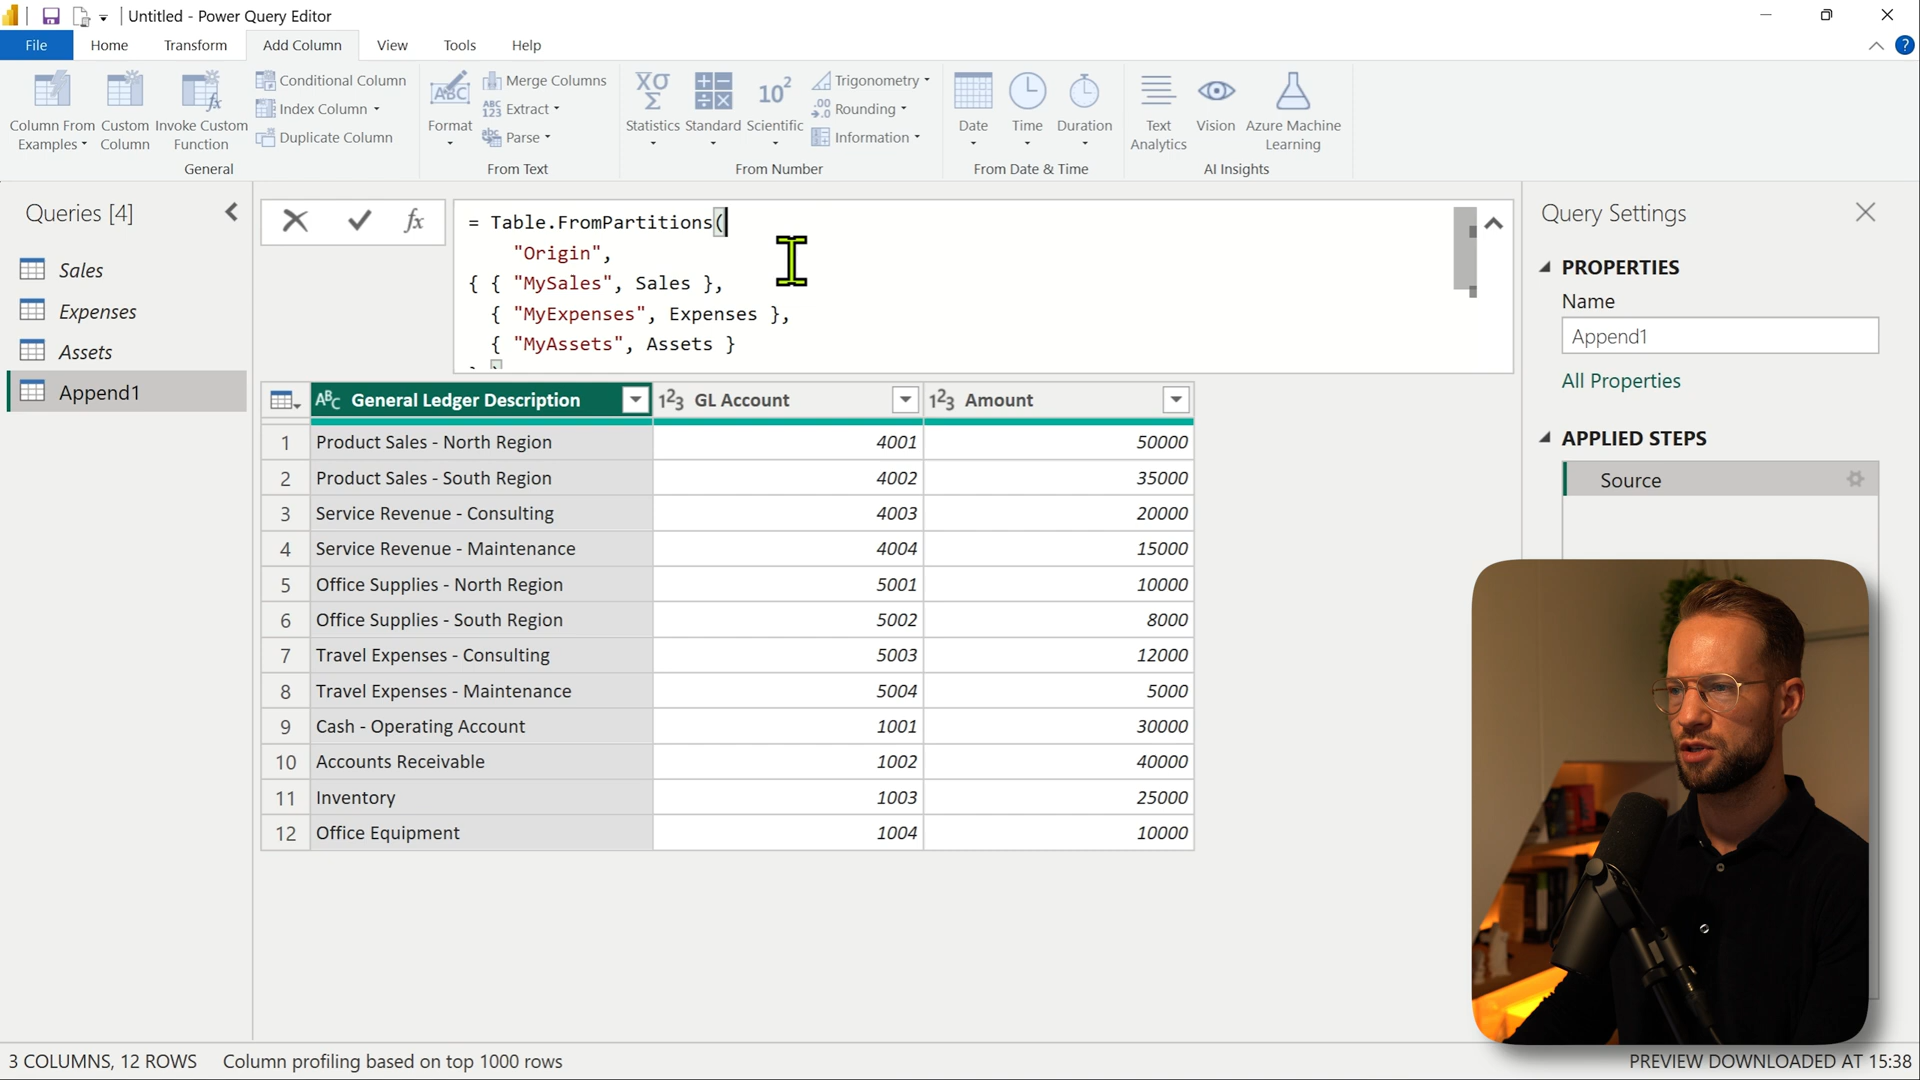 Untitled - Power Query Editor
File Home Transform Add Column View Tools Help
Column From Examples
Custom Column
Invoke Custom Function
Conditional Column
Index Column
Duplicate Column
General
Format
Merge Columns
Extract
Parse
From Text
Statistics
Standard
Scientific
Trigonometry
Rounding
Information
From Number
Date
Time
Duration
From Date & Time
Text Analytics
Vision
Azure Machine Learning
AI Insights
Queries [4]
Sales
Expenses
Assets
Append1
= Table.FromPartitions(
"Origin",
{ { "MySales", Sales },
{ "MyExpenses", Expenses },
{ "MyAssets", Assets }
General Ledger Description GL Account Amount
1 Product Sales - North Region 4001 50000
2 Product Sales - South Region 4002 35000
3 Service Revenue - Consulting 4003 20000
4 Service Revenue - Maintenance 4004 15000
5 Office Supplies - North Region 5001 10000
6 Office Supplies - South Region 5002 8000
7 Travel Expenses - Consulting 5003 12000
8 Travel Expenses - Maintenance 5004 5000
9 Cash - Operating Account 1001 30000
10 Accounts Receivable 1002 40000
11 Inventory 1003 25000
12 Office Equipment 1004 10000
Query Settings
PROPERTIES
Name
Append1
All Properties
APPLIED STEPS
Source
3 COLUMNS, 12 ROWS Column profiling based on top 1000 rows
PREVIEW DOWNLOADED AT 15:38